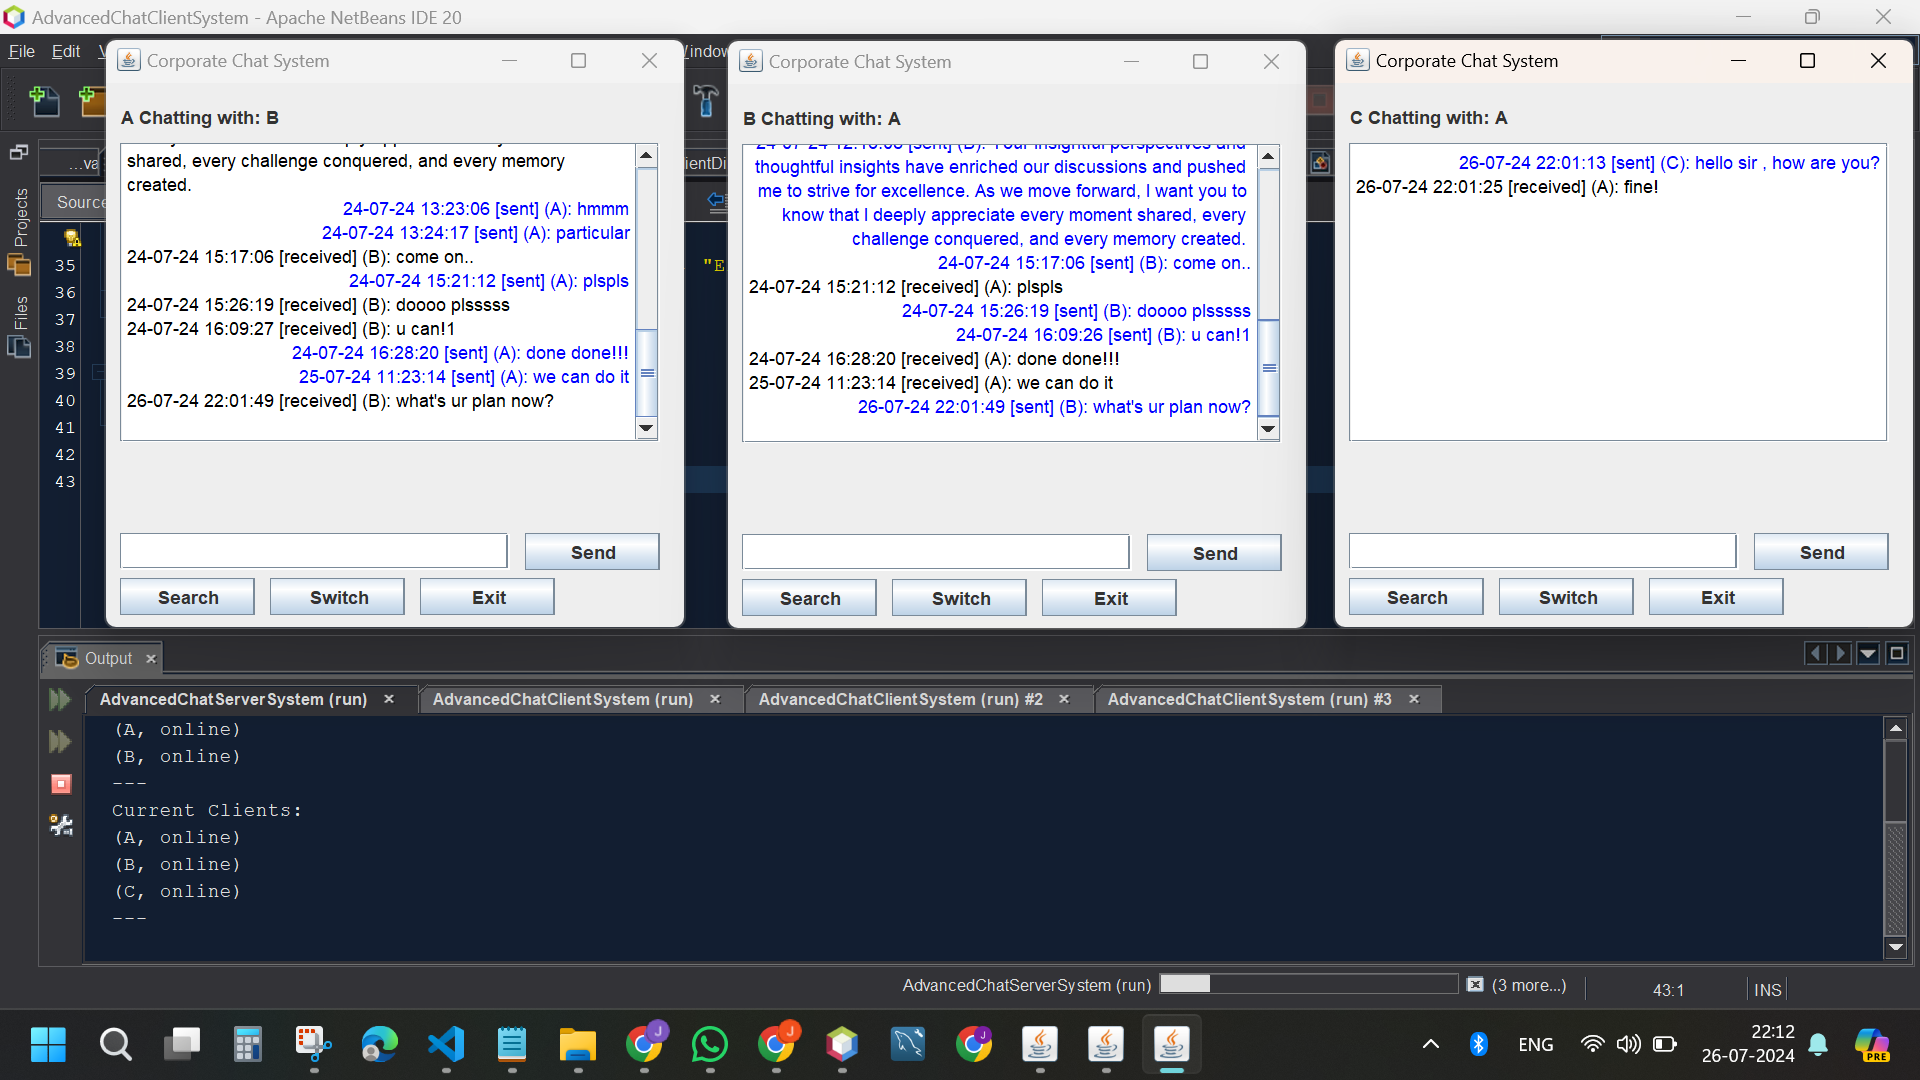 AdvancedChatClientSystem - Apache NetBeans IDE 20
File Edit
Corporate Chat System
A Chatting with: B
shared, every challenge conquered, and every memory
created.
24-07-24 13:23:06 [sent] (A): hmmm
24-07-24 13:24:17 [sent] (A): particular
24-07-24 15:17:06 [received] (B): come on..
24-07-24 15:21:12 [sent] (A): plspls
24-07-24 15:26:19 [received] (B): doooo plsssss
24-07-24 16:09:27 [received] (B): u can!1
24-07-24 16:28:20 [sent] (A): done done!!!
25-07-24 11:23:14 [sent] (A): we can do it
26-07-24 22:01:49 [received] (B): what's ur plan now?
Send
Search Switch Exit
Corporate Chat System
B Chatting with: A
24-07-24 12:18:08 [sent] (B): Your insightful perspectives and
thoughtful insights have enriched our discussions and pushed
me to strive for excellence. As we move forward, I want you to
know that I deeply appreciate every moment shared, every
challenge conquered, and every memory created.
24-07-24 15:17:06 [sent] (B): come on..
24-07-24 15:21:12 [received] (A): plspls
24-07-24 15:26:19 [sent] (B): doooo plsssss
24-07-24 16:09:26 [sent] (B): u can!1
24-07-24 16:28:20 [received] (A): done done!!!
25-07-24 11:23:14 [received] (A): we can do it
26-07-24 22:01:49 [sent] (B): what's ur plan now?
Send
Search Switch Exit
Corporate Chat System
C Chatting with: A
26-07-24 22:01:13 [sent] (C): hello sir , how are you?
26-07-24 22:01:25 [received] (A): fine!
Send
Search Switch Exit
...va
Source
Projects
Files
"E
35
36
37
38
39
40
41
42
43
Output
AdvancedChatServerSystem (run) AdvancedChatClientSystem (run) AdvancedChatClientSystem (run) #2 AdvancedChatClientSystem (run) #3
(A, online)
(B, online)
---
Current Clients:
(A, online)
(B, online)
(C, online)
---
AdvancedChatServerSystem (run) (3 more...) 43:1 INS
J
J
J
ENG
22:12
26-07-2024
PRE